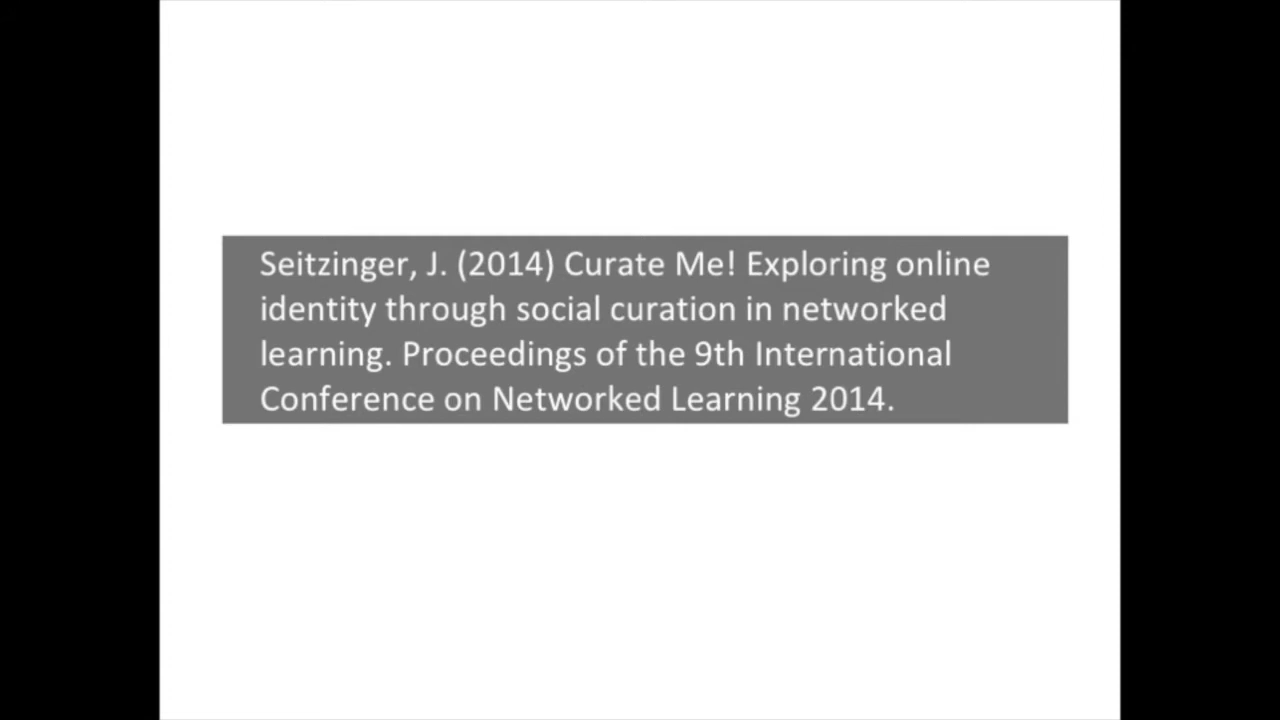 Seitzinger, J. (2014) Curate Me! Exploring online
identity through social curation in networked
learning. Proceedings of the 9th International
Conference on Networked Learning 2014.